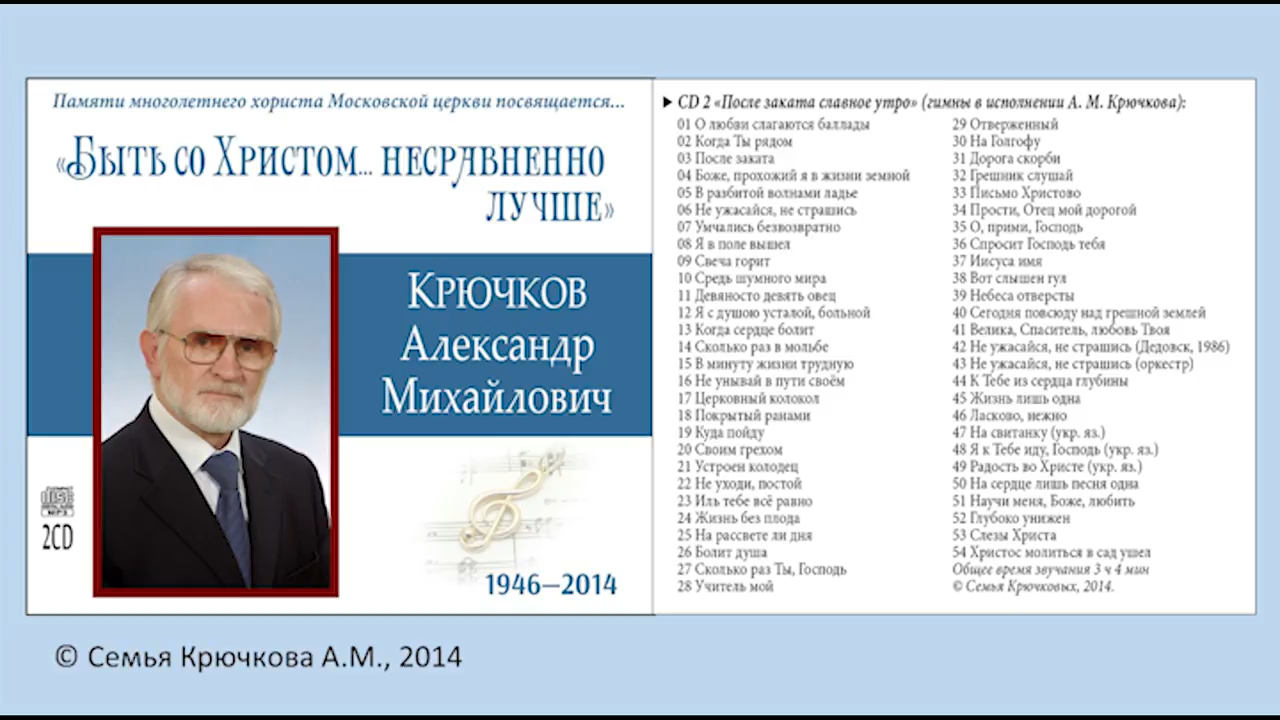 Памяти многолетнего хориста Московской церкви посвящается...
«Быть со Христом... несравненно
лучше»
Крючков
Александр
Михайлович
COMPACT
disc
DIGITAL AUDIO
MP3
2CD
1946–2014
► CD 2 «После заката славное утро» (гимны в исполнении А. М. Крючкова):
01 О любви слагаются баллады
02 Когда Ты рядом
03 После заката
04 Боже, прохожий я в жизни земной
05 В разбитой волнами ладье
06 Не ужасайся, не страшись
07 Умчались безвозвратно
08 Я в поле вышел
09 Свеча горит
10 Средь шумного мира
11 Девяносто девять овец
12 Я с душою усталой, больной
13 Когда сердце болит
14 Сколько раз в мольбе
15 В минуту жизни трудную
16 Не унывай в пути своём
17 Церковный колокол
18 Покрытый ранами
19 Куда пойду
20 Своим грехом
21 Устроен колодец
22 Не уходи, постой
23 Иль тебе всё равно
24 Жизнь без плода
25 На рассвете ли дня
26 Болит душа
27 Сколько раз Ты, Господь
28 Учитель мой
29 Отверженный
30 На Голгофу
31 Дорога скорби
32 Грешник слушай
33 Письмо Христово
34 Прости, Отец мой дорогой
35 О, прими, Господь
36 Спросит Господь тебя
37 Иисуса имя
38 Вот слышен гул
39 Небеса отверсты
40 Сегодня повсюду над грешной землей
41 Велика, Спаситель, любовь Твоя
42 Не ужасайся, не страшись (Дедовск, 1986)
43 Не ужасайся, не страшись (оркестр)
44 К Тебе из сердца глубины
45 Жизнь лишь одна
46 Ласково, нежно
47 На свитанку (укр. яз.)
48 Я к Тебе иду, Господь (укр. яз.)
49 Радость во Христе (укр. яз.)
50 На сердце лишь песня одна
51 Научи меня, Боже, любить
52 Глубоко унижен
53 Слезы Христа
54 Христос молиться в сад ушел
Общее время звучания 3 ч 4 мин
© Семья Крючковых, 2014.
© Семья Крючкова А.М., 2014